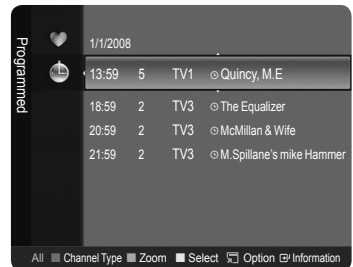 Programmed
1/1/2008
13:59 5 TV1 Quincy, M.E
18:59 2 TV3 The Equalizer
20:59 2 TV3 McMillan & Wife
21:59 2 TV3 M.Spillane's mike Hammer
All Channel Type Zoom Select Option Information